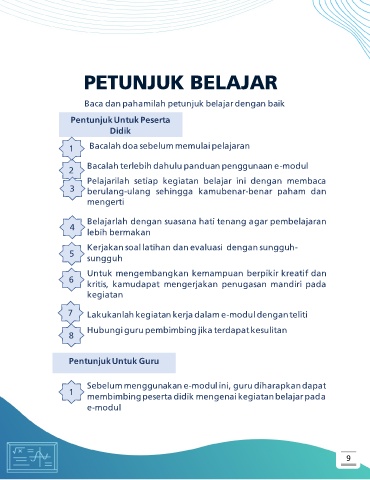 PETUNJUK BELAJAR
Baca dan pahamilah petunjuk belajar dengan baik
Pentunjuk Untuk Peserta
Didik
1 Bacalah doa sebelum memulai pelajaran
2 Bacalah terlebih dahulu panduan penggunaan e-modul
Pelajarilah setiap kegiatan belajar ini dengan membaca
3 berulang-ulang sehingga kamubenar-benar paham dan
mengerti
4 Belajarlah dengan suasana hati tenang agar pembelajaran
lebih bermakan
5 Kerjakan soal latihan dan evaluasi dengan sungguh-
sungguh
Untuk mengembangkan kemampuan berpikir kreatif dan
6 kritis, kamudapat mengerjakan penugasan mandiri pada
kegiatan
7 Lakukanlah kegiatan kerja dalam e-modul dengan teliti
8 Hubungi guru pembimbing jika terdapat kesulitan
Pentunjuk Untuk Guru
Sebelum menggunakan e-modul ini, guru diharapkan dapat
1 membimbing peserta didik mengenai kegiatan belajar pada
e-modul
9